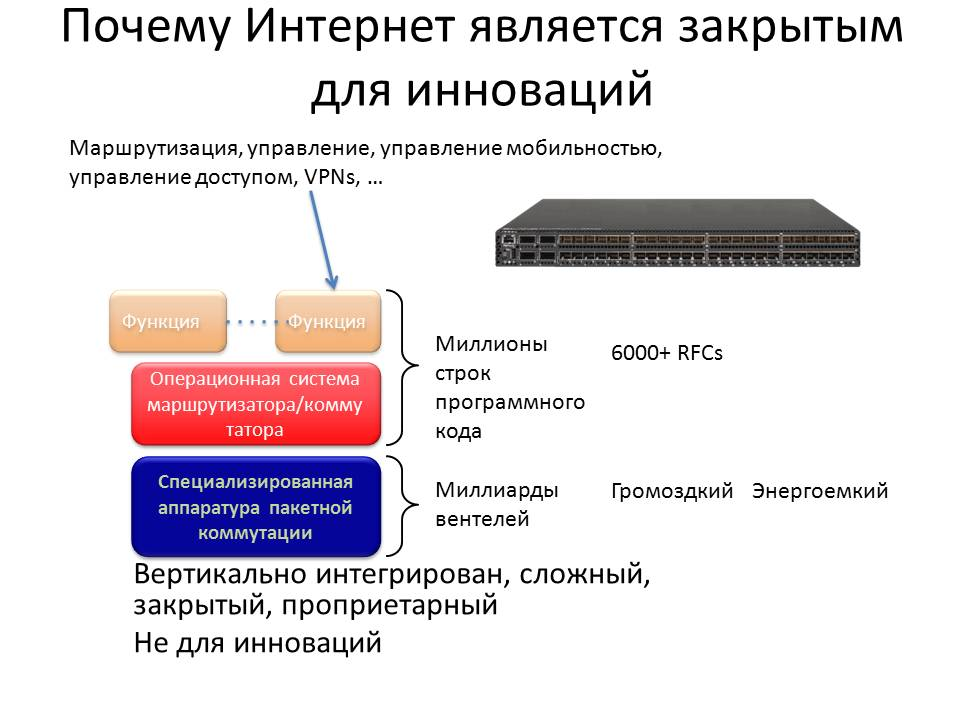 Почему Интернет является закрытым
для инноваций
Маршрутизация, управление, управление мобильностью,
управление доступом, VPNs, …
Функция
Функция
Операционная система
маршрутизатора/комму
татора
Миллионы
строк
программного
кода
6000+ RFCs
Специализированная
аппаратура пакетной
коммутации
Миллиарды
вентелей
Громоздкий Энергоемкий
Вертикально интегрирован, сложный,
закрытый, проприетарный
Не для инноваций